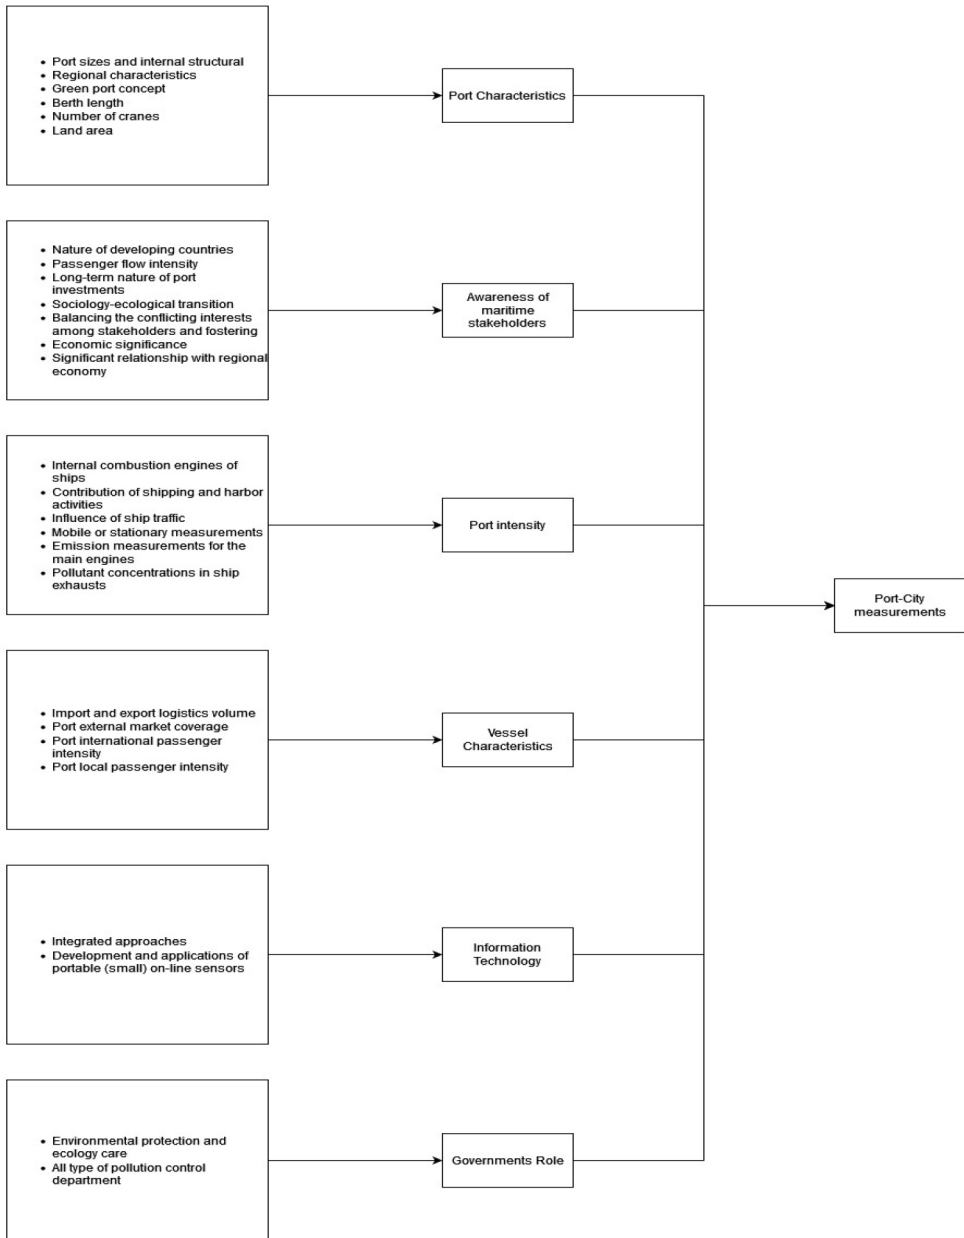 • Port sizes and internal structural
• Regional characteristics
• Green port concept
• Berth length
• Number of cranes
• Land area
Port Characteristics
• Nature of developing countries
• Passenger flow intensity
• Long-term nature of port
investments
• Sociology-ecological transition
• Balancing the conflicting interests
among stakeholders and fostering
• Economic significance
• Significant relationship with regional
economy
Awareness of
maritime
stakeholders
• Internal combustion engines of
ships
• Contribution of shipping and harbor
activities
• Influence of ship traffic
• Mobile or stationary measurements
• Emission measurements for the
main engines
• Pollutant concentrations in ship
exhausts
Port intensity
Port-City
measurements
• Import and export logistics volume
• Port external market coverage
• Port international passenger
intensity
• Port local passenger intensity
Vessel
Characteristics
• Integrated approaches
• Development and applications of
portable (small) on-line sensors
Information
Technology
• Environmental protection and
ecology care
• All type of pollution control
department
Governments Role